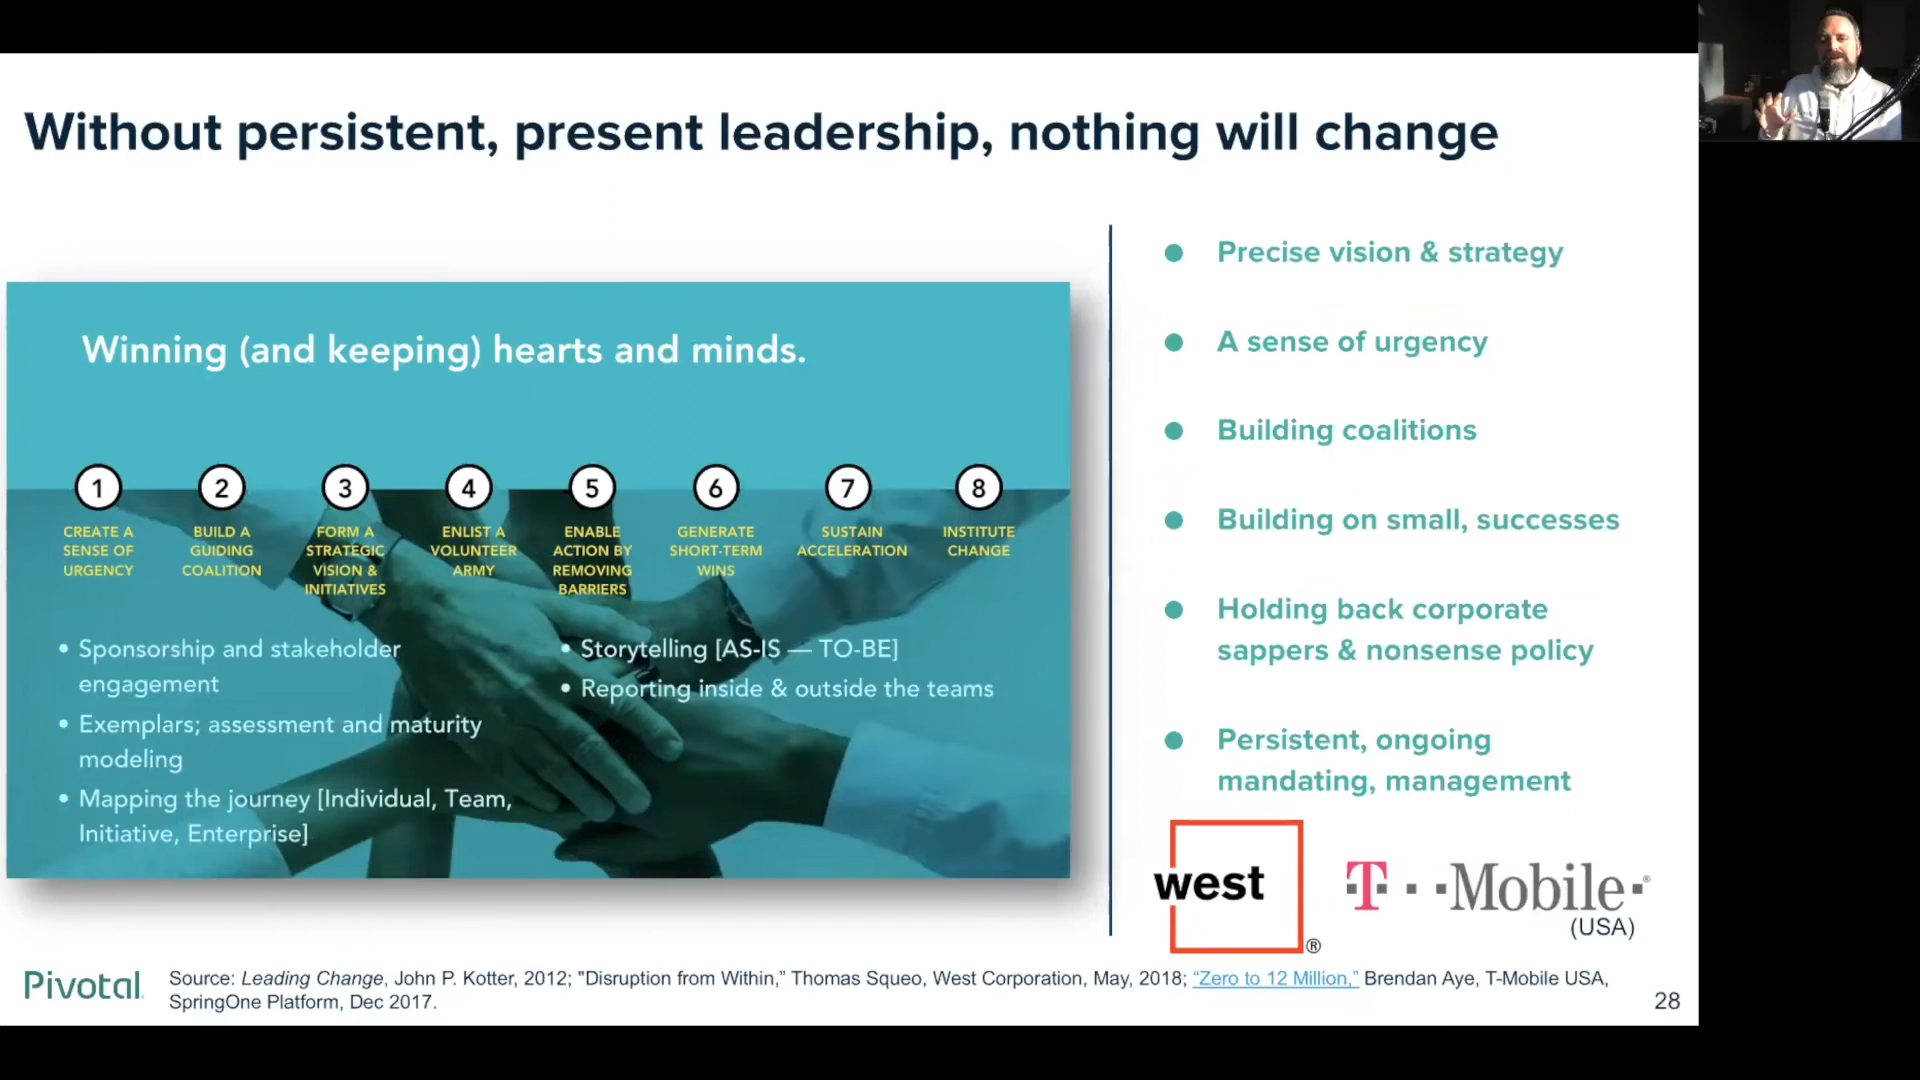 Without persistent, present leadership, nothing will change
Winning (and keeping) hearts and minds.
1
CREATE A
SENSE OF
URGENCY
2
BUILD A
GUIDING
COALITION
3
FORM A
STRATEGIC
VISION &
INITIATIVES
4
ENLIST A
VOLUNTEER
ARMY
5
ENABLE
ACTION BY
REMOVING
BARRIERS
6
GENERATE
SHORT-TERM
WINS
7
SUSTAIN
ACCELERATION
8
INSTITUTE
CHANGE
• Sponsorship and stakeholder
engagement
• Exemplars; assessment and maturity
modeling
• Mapping the journey [Individual, Team,
Initiative, Enterprise]
• Storytelling [AS-IS — TO-BE]
• Reporting inside & outside the teams
● Precise vision & strategy
● A sense of urgency
● Building coalitions
● Building on small, successes
● Holding back corporate
sappers & nonsense policy
● Persistent, ongoing
mandating, management
west ®
T··Mobile·®
(USA)
Pivotal
Source: Leading Change, John P. Kotter, 2012; "Disruption from Within,” Thomas Squeo, West Corporation, May, 2018; “Zero to 12 Million,” Brendan Aye, T-Mobile USA,
SpringOne Platform, Dec 2017.
28